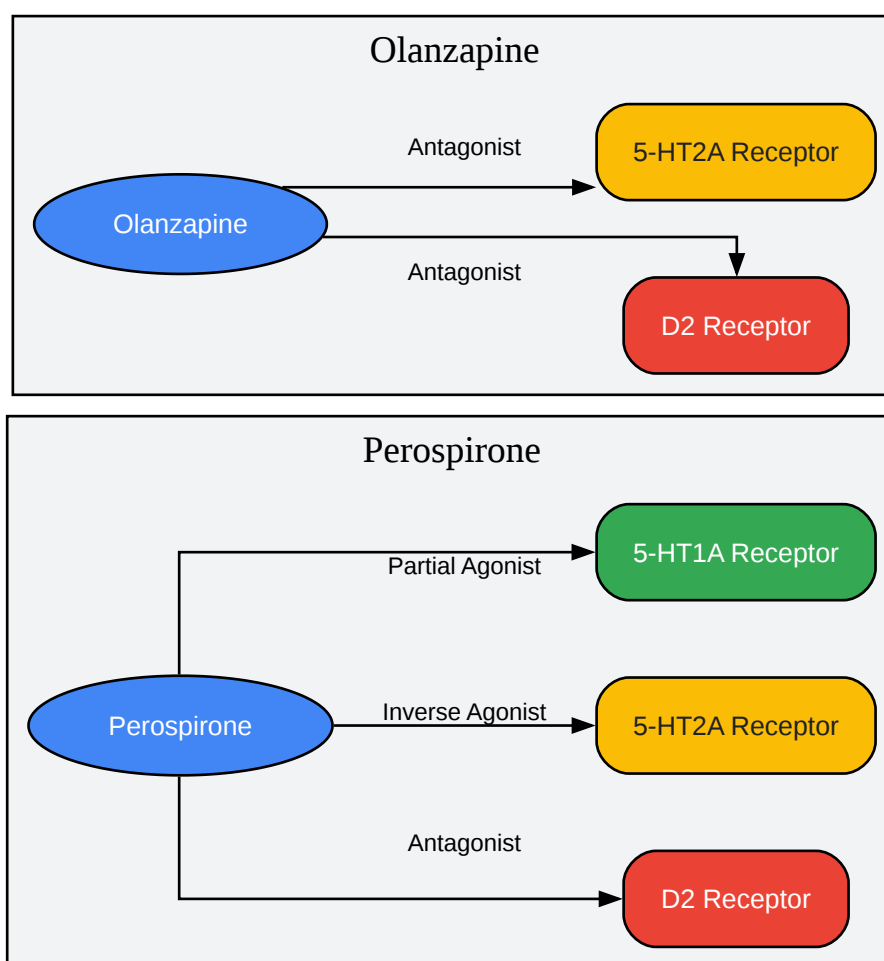 Olanzapine
Antagonist
5-HT2A Receptor
Olanzapine
Antagonist
D2 Receptor
Perospirone
Partial Agonist
5-HT1A Receptor
Perospirone
Inverse Agonist
5-HT2A Receptor
Antagonist
D2 Receptor